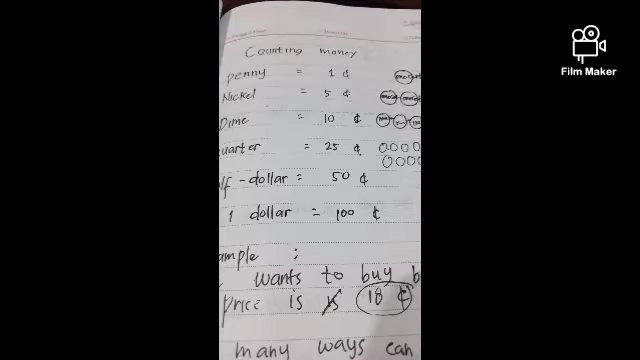 Counting money
penny = 1 ¢
Nickel = 5 ¢
Dime = 10 ¢
uarter = 25 ¢
lf - dollar = 50 ¢
1 dollar = 100 ¢
ample :
wants to buy b
price is 18 ¢
many ways can
Film Maker